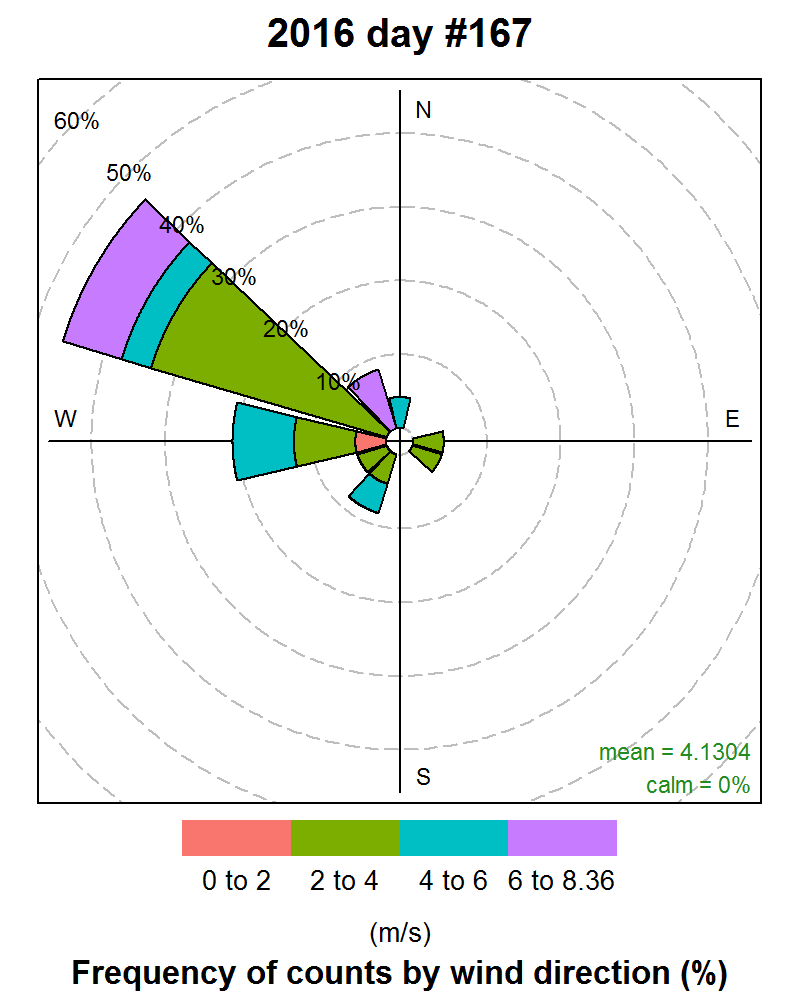 2016 day #167
N
60%
50%
40%
30%
20%
10%
W
E
mean = 4.1304
S
calm = 0%
0 to 2 2 to 4 4 to 6 6 to 8.36
(m/s)
Frequency of counts by wind direction (%)